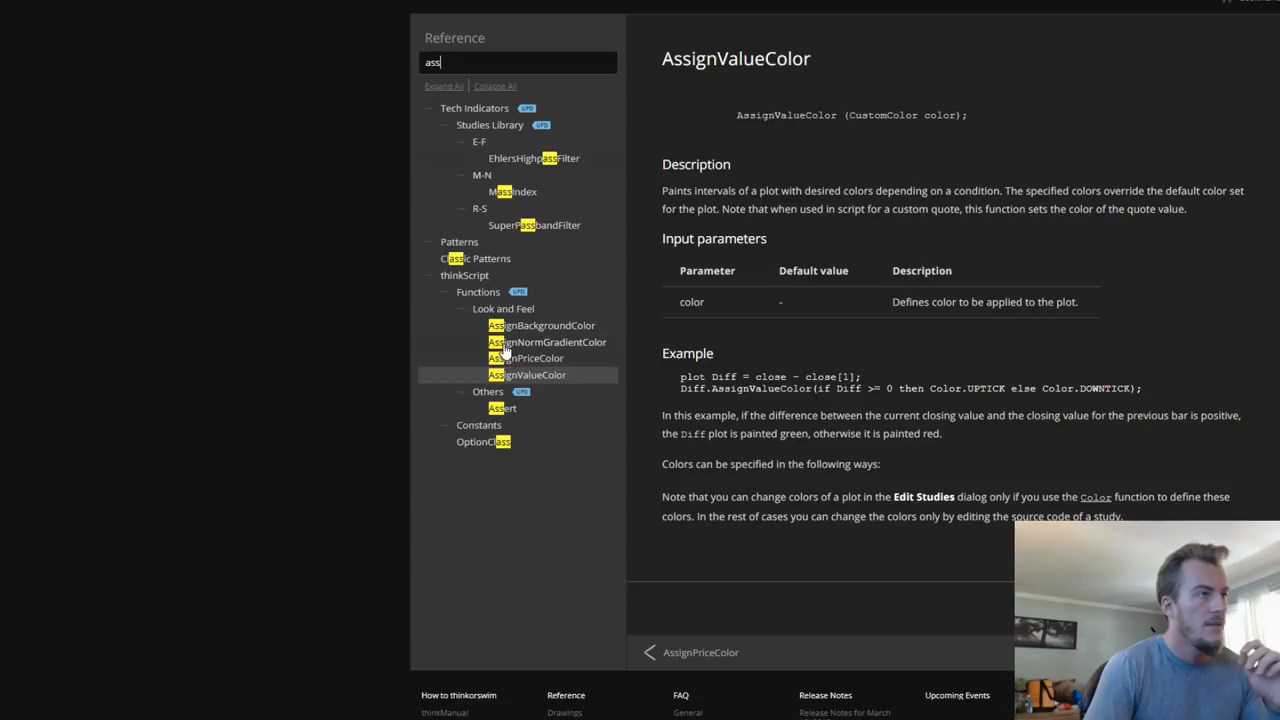 Reference
ass
Expand All | Collapse All
Tech Indicators UPD
Studies Library UPD
E-F
EhlersHighpassFilter
M-N
MassIndex
R-S
SuperPassbandFilter
Patterns
Classic Patterns
thinkScript
Functions UPD
Look and Feel
AssignBackgroundColor
AssignNormGradientColor
AssignPriceColor
AssignValueColor
Others UPD
Assert
Constants
OptionClass
AssignValueColor
AssignValueColor (CustomColor color);
Description
Paints intervals of a plot with desired colors depending on a condition. The specified colors override the default color set
for the plot. Note that when used in script for a custom quote, this function sets the color of the quote value.
Input parameters
Parameter Default value Description
color - Defines color to be applied to the plot.
Example
plot Diff = close - close[1];
Diff.AssignValueColor(if Diff >= 0 then Color.UPTICK else Color.DOWNTICK);
In this example, if the difference between the current closing value and the closing value for the previous bar is positive,
the Diff plot is painted green, otherwise it is painted red.
Colors can be specified in the following ways:
Note that you can change colors of a plot in the Edit Studies dialog only if you use the Color function to define these
colors. In the rest of cases you can change the colors only by editing the source code of a study.
AssignPriceColor
How to thinkorswim Reference FAQ Release Notes Upcoming Events
thinkManual Drawings General Release Notes for March